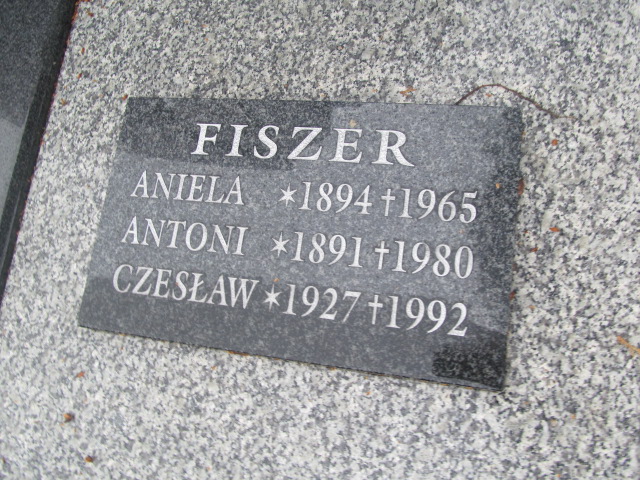 FISZER
ANIELA *1894 †1965
ANTONI *1891 †1980
CZESŁAW *1927 †1992